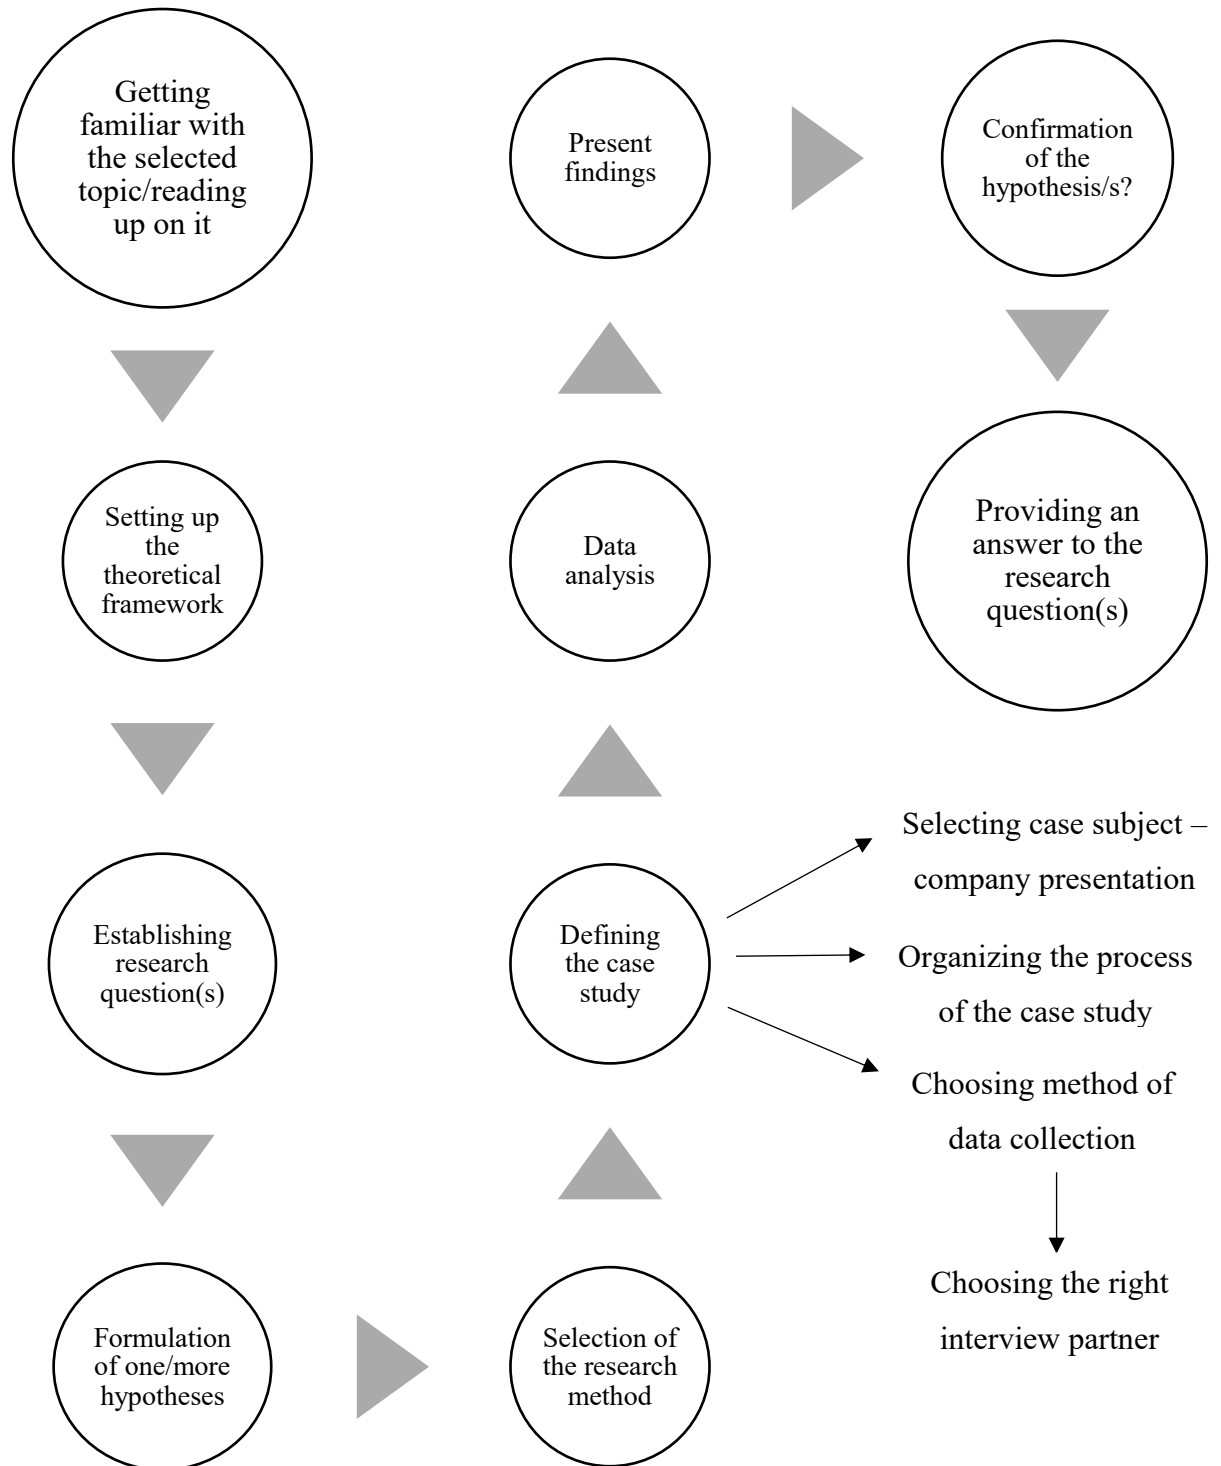 Getting
familiar with
the selected
topic/reading
up on it
Setting up
the
theoretical
framework
Establishing
research
question(s)
Formulation
of one/more
hypotheses
Selection of
the research
method
Defining
the case
study
Data
analysis
Present
findings
Confirmation
of the
hypothesis/s?
Providing an
answer to the
research
question(s)
Selecting case subject –
company presentation
Organizing the process
of the case study
Choosing method of
data collection
Choosing the right
interview partner